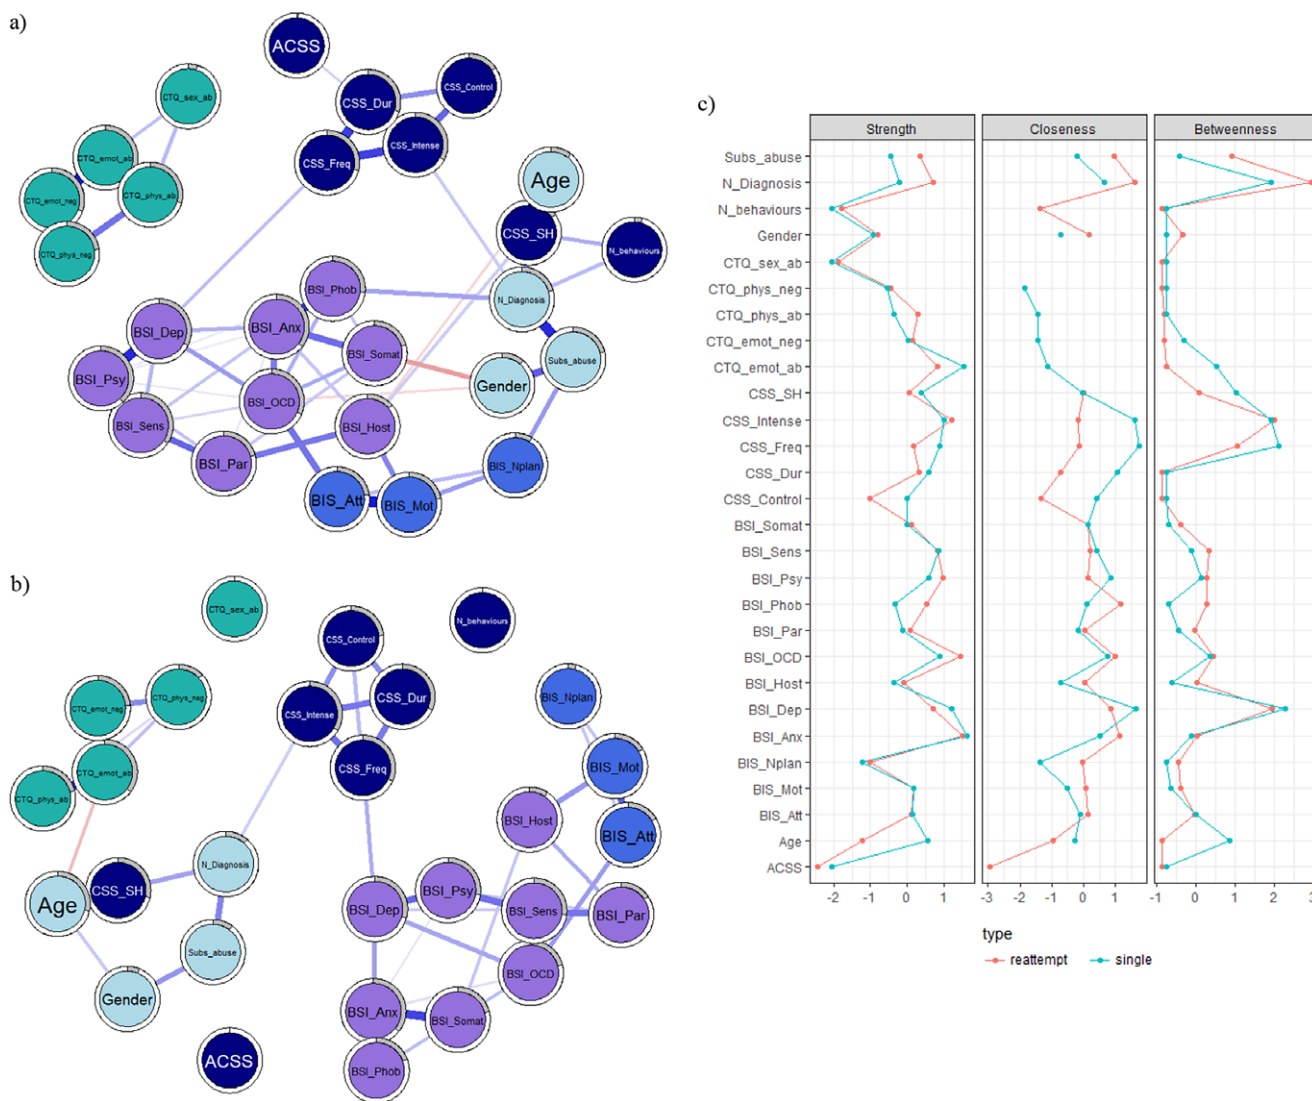 a)
ACSS
CTQ_sex_ab
CSS_Dur
CSS_Control
CTQ_emot_ab
CSS_Freq
CSS_Intense
CTQ_emot_neg
CTQ_phys_ab
Age
CTQ_phys_neg
CSS_SH
N_behaviours
BSI_Phob
N_Diagnosis
BSI_Dep
BSI_Anx
BSI_Somat
Subs_abuse
BSI_Psy
Gender
BSI_OCD
BSI_Sens
BSI_Host
BSI_Par
BIS_Nplan
BIS_Att
BIS_Mot
b)
CTQ_sex_ab
N_behaviours
CSS_Control
CTQ_phys_neg
CTQ_emot_neg
CSS_Dur
BIS_Nplan
CSS_Intense
CTQ_emot_ab
CSS_Freq
BIS_Mot
CTQ_phys_ab
BSI_Host
BIS_Att
N_Diagnosis
CSS_SH
BSI_Psy
Age
BSI_Dep
BSI_Sens
BSI_Par
Subs_abuse
BSI_OCD
Gender
BSI_Anx
BSI_Somat
ACSS
BSI_Phob
c)
Strength Closeness Betweenness
Subs_abuse
N_Diagnosis
N_behaviours
Gender
CTQ_sex_ab
CTQ_phys_neg
CTQ_phys_ab
CTQ_emot_neg
CTQ_emot_ab
CSS_SH
CSS_Intense
CSS_Freq
CSS_Dur
CSS_Control
BSI_Somat
BSI_Sens
BSI_Psy
BSI_Phob
BSI_Par
BSI_OCD
BSI_Host
BSI_Dep
BSI_Anx
BIS_Nplan
BIS_Mot
BIS_Att
Age
ACSS
-2 -1 0 1 -3 -2 -1 0 1 -1 0 1 2 3
type
reattempt single